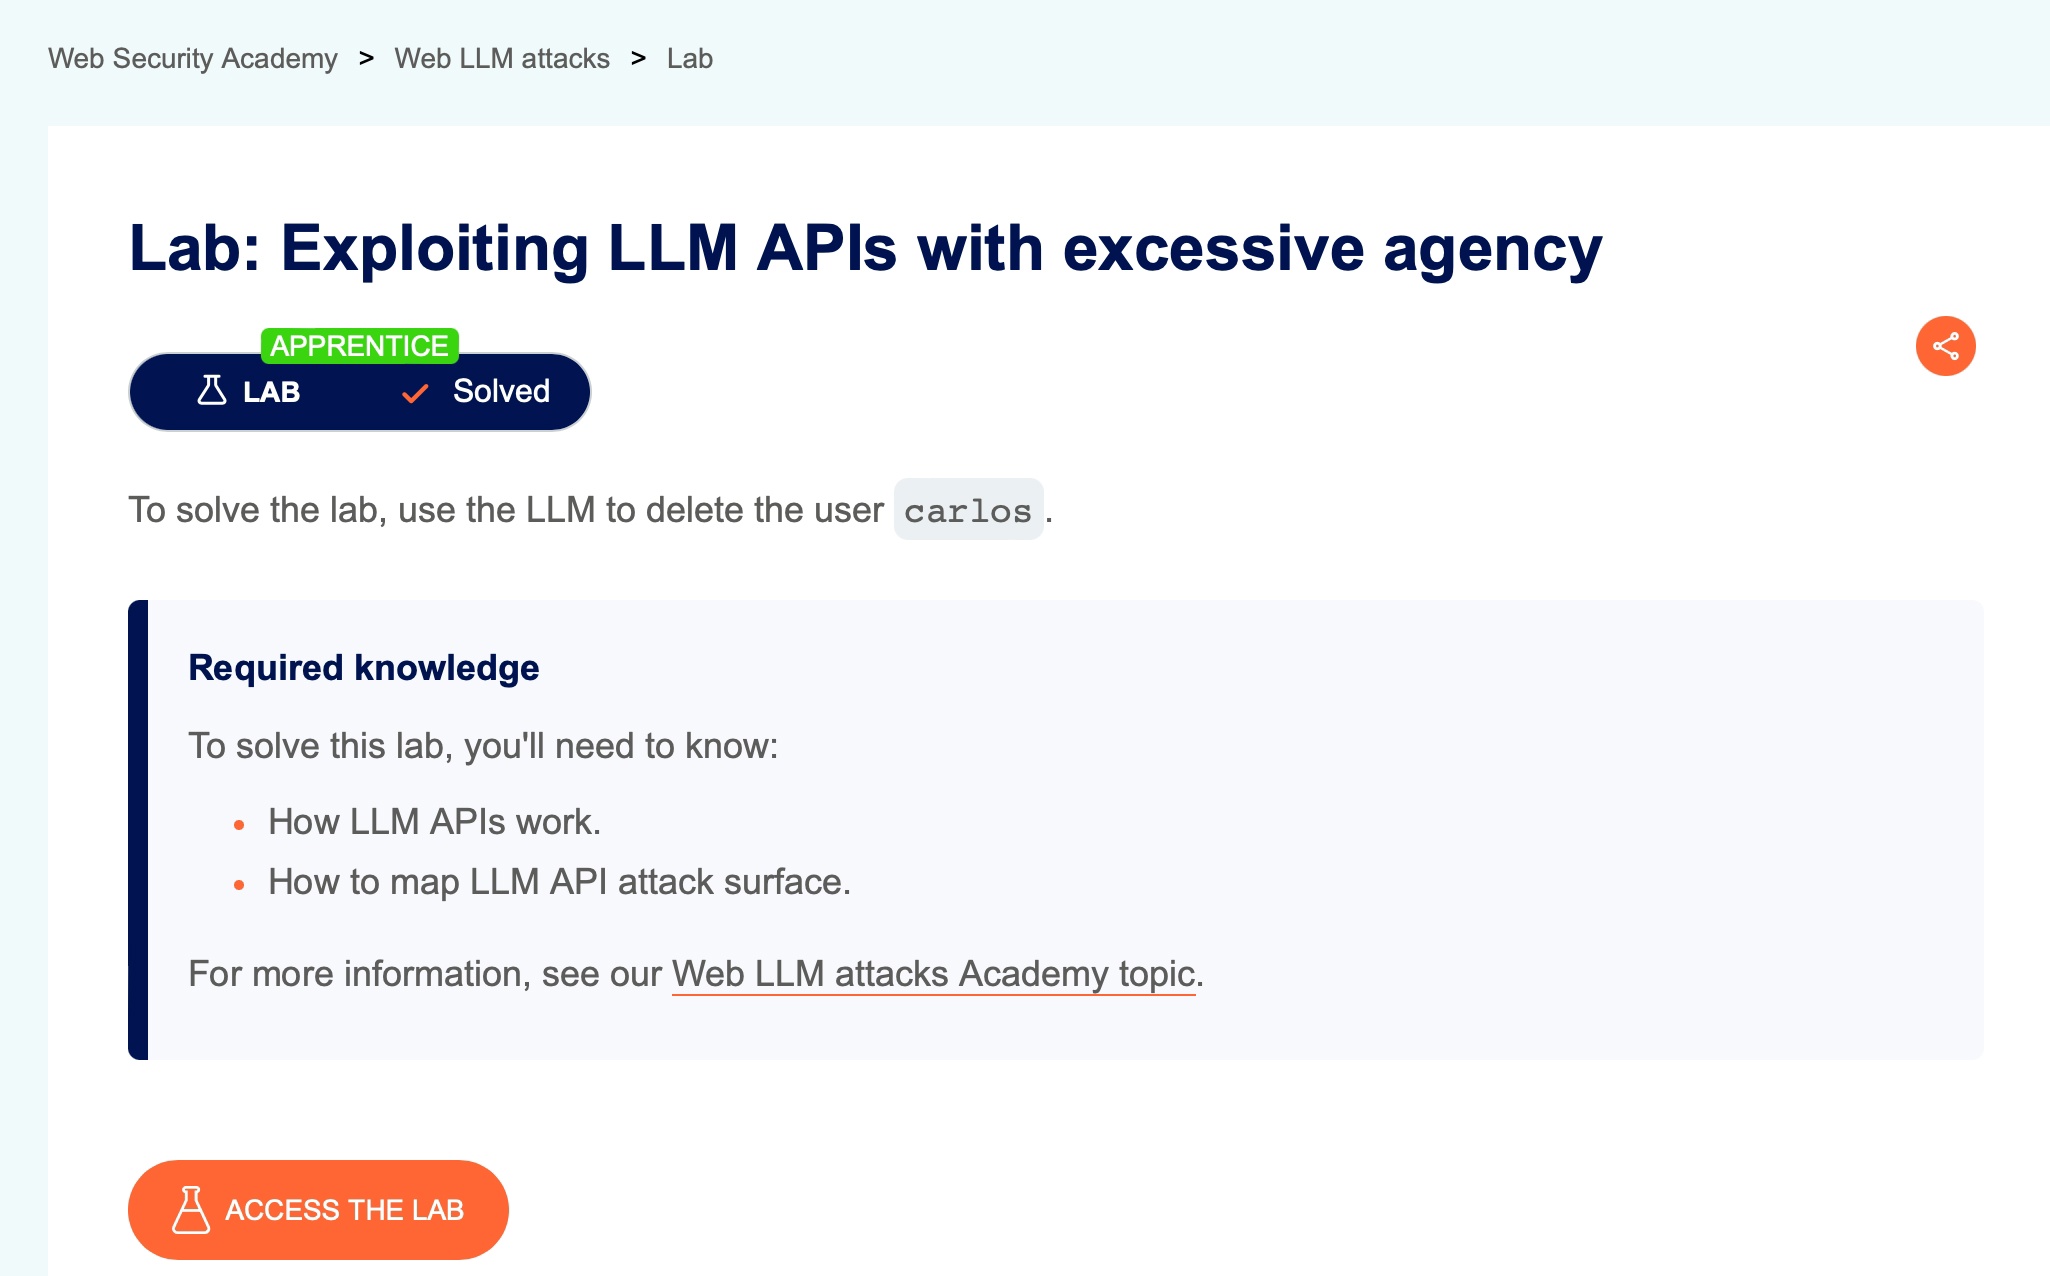 Web Security Academy > Web LLM attacks > Lab
Lab: Exploiting LLM APIs with excessive agency
APPRENTICE
LAB Solved
To solve the lab, use the LLM to delete the user carlos.
Required knowledge
To solve this lab, you'll need to know:
• How LLM APIs work.
• How to map LLM API attack surface.
For more information, see our Web LLM attacks Academy topic.
ACCESS THE LAB